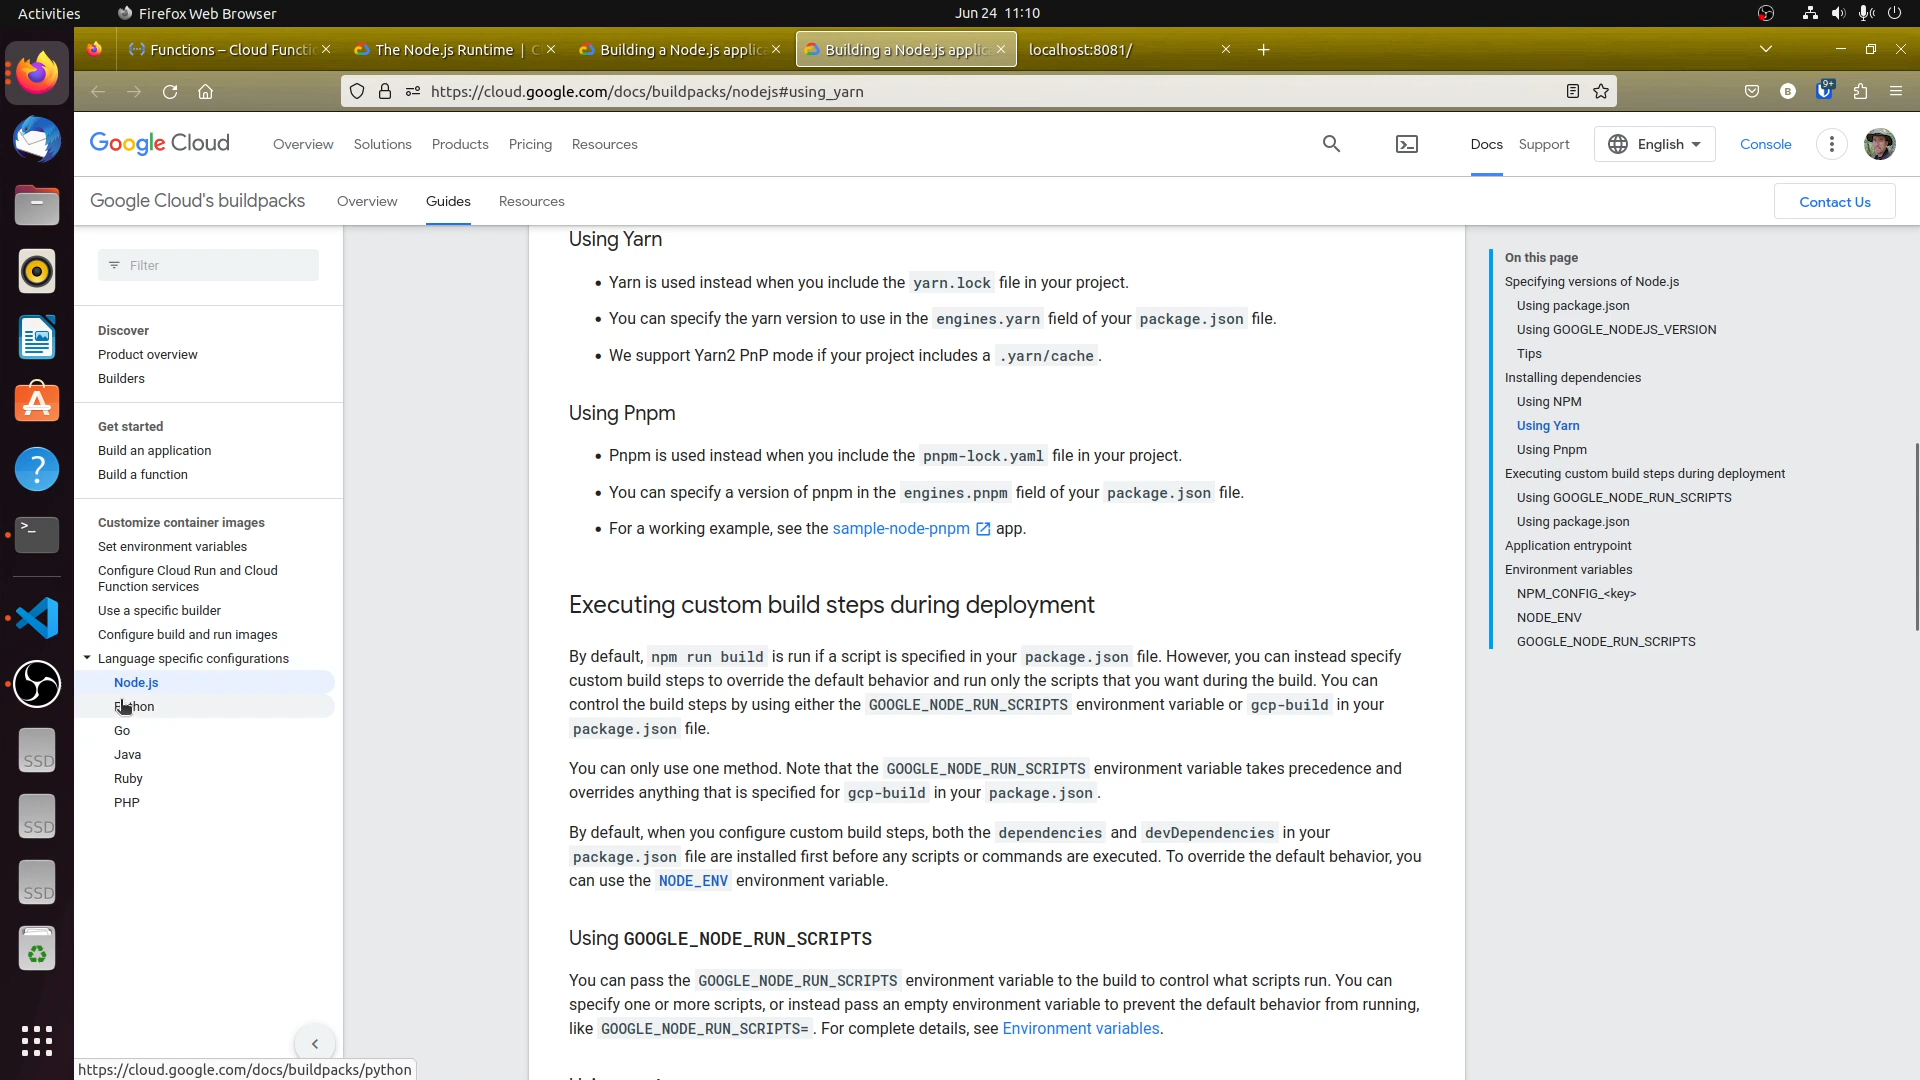 Activities
Firefox Web Browser
Jun 24 11:10
Functions – Cloud Functio
The Node.js Runtime | C
Building a Node.js applic
Building a Node.js applic
localhost:8081/
https://cloud.google.com/docs/buildpacks/nodejs#using_yarn
B
9+
Google Cloud
Overview
Solutions
Products
Pricing
Resources
Docs
Support
English
Console
Google Cloud's buildpacks
Overview
Guides
Resources
Contact Us
Filter
Discover
Product overview
Builders
Get started
Build an application
Build a function
Customize container images
Set environment variables
Configure Cloud Run and Cloud
Function services
Use a specific builder
Configure build and run images
Language specific configurations
Node.js
Python
Go
Java
Ruby
PHP
Using Yarn
• Yarn is used instead when you include the yarn.lock file in your project.
• You can specify the yarn version to use in the engines.yarn field of your package.json file.
• We support Yarn2 PnP mode if your project includes a .yarn/cache.
Using Pnpm
• Pnpm is used instead when you include the pnpm-lock.yaml file in your project.
• You can specify a version of pnpm in the engines.pnpm field of your package.json file.
• For a working example, see the sample-node-pnpm app.
Executing custom build steps during deployment
By default, npm run build is run if a script is specified in your package.json file. However, you can instead specify
custom build steps to override the default behavior and run only the scripts that you want during the build. You can
control the build steps by using either the GOOGLE_NODE_RUN_SCRIPTS environment variable or gcp-build in your
package.json file.
You can only use one method. Note that the GOOGLE_NODE_RUN_SCRIPTS environment variable takes precedence and
overrides anything that is specified for gcp-build in your package.json.
By default, when you configure custom build steps, both the dependencies and devDependencies in your
package.json file are installed first before any scripts or commands are executed. To override the default behavior, you
can use the NODE_ENV environment variable.
Using GOOGLE_NODE_RUN_SCRIPTS
You can pass the GOOGLE_NODE_RUN_SCRIPTS environment variable to the build to control what scripts run. You can
specify one or more scripts, or instead pass an empty environment variable to prevent the default behavior from running,
like GOOGLE_NODE_RUN_SCRIPTS=. For complete details, see Environment variables.
On this page
Specifying versions of Node.js
Using package.json
Using GOOGLE_NODEJS_VERSION
Tips
Installing dependencies
Using NPM
Using Yarn
Using Pnpm
Executing custom build steps during deployment
Using GOOGLE_NODE_RUN_SCRIPTS
Using package.json
Application entrypoint
Environment variables
NPM_CONFIG_<key>
NODE_ENV
GOOGLE_NODE_RUN_SCRIPTS
SSD
SSD
SSD
https://cloud.google.com/docs/buildpacks/python